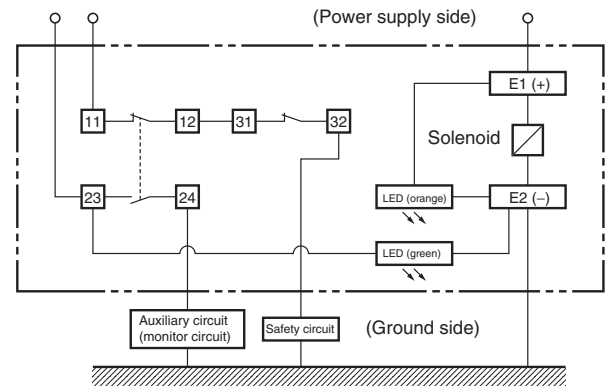 (Power supply side)
E1 (+)
11
12
31
32
Solenoid
23
24
LED (orange)
E2 (−)
LED (green)
Auxiliary circuit
(monitor circuit)
Safety circuit
(Ground side)